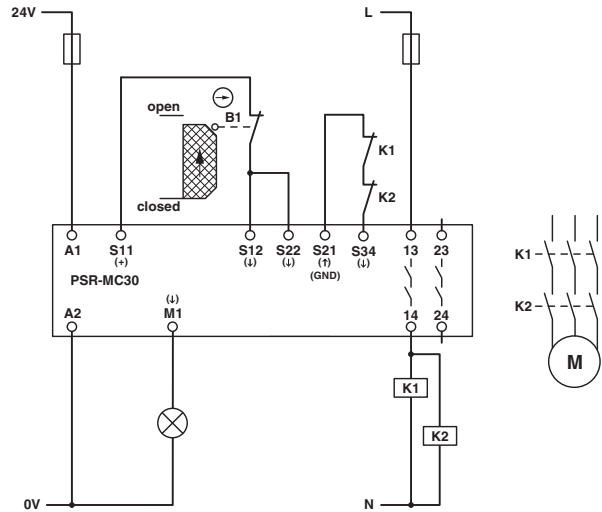 24V
L
open
B1
closed
K1
K2
A1
S11
(+)
S12
(↓)
S22
(↓)
S21
(↑)
(GND)
S34
(↓)
13
23
PSR-MC30
A2
(↓)
M1
14
24
K1
K2
K1
K2
M
0V
N